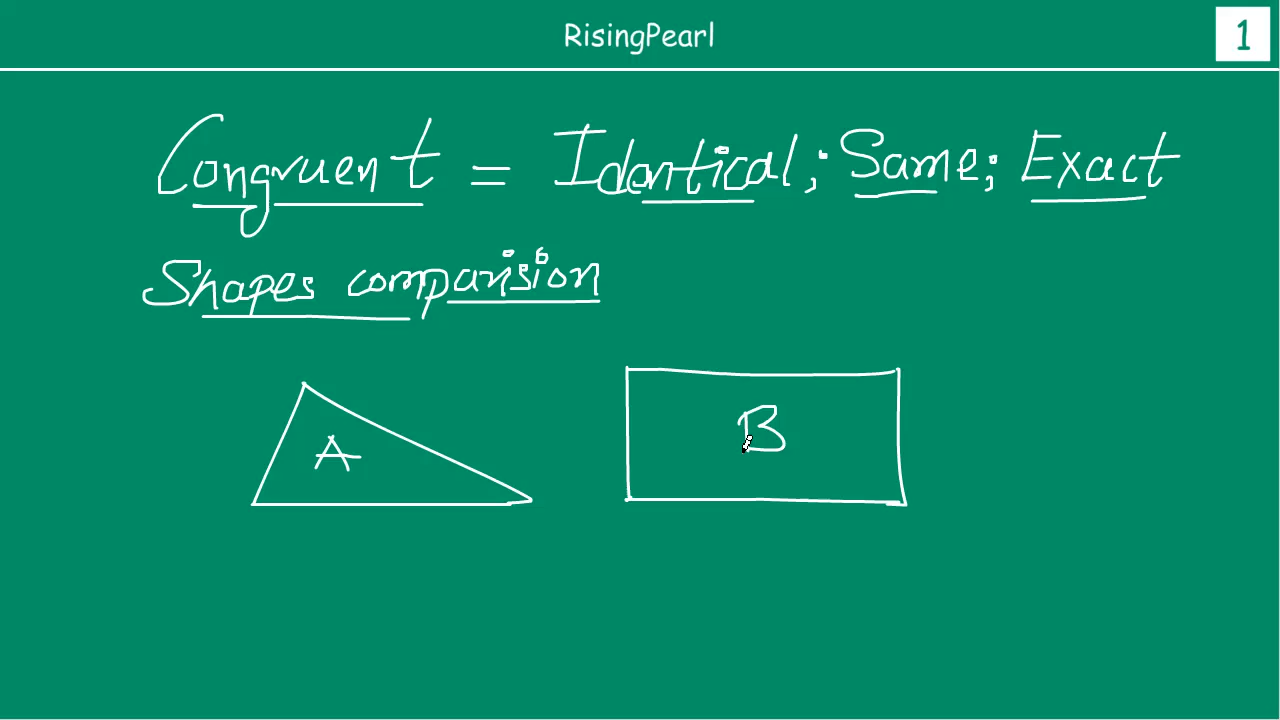 RisingPearl
1
Congruent = Identical; Same; Exact
Shapes comparision
A
B